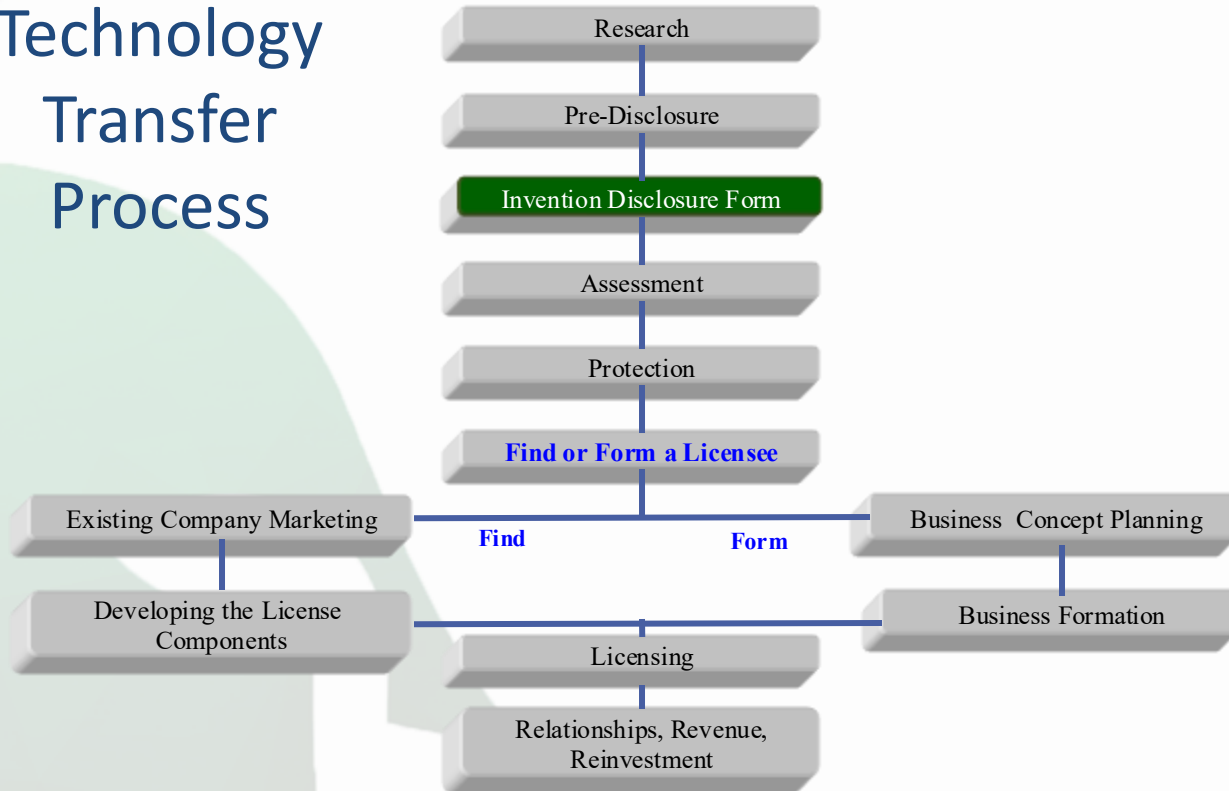 Technology
Transfer
Process
Research
Pre-Disclosure
Invention Disclosure Form
Assessment
Protection
Find or Form a Licensee
Existing Company Marketing
Find
Form
Business Concept Planning
Developing the License
Components
Business Formation
Licensing
Relationships, Revenue,
Reinvestment